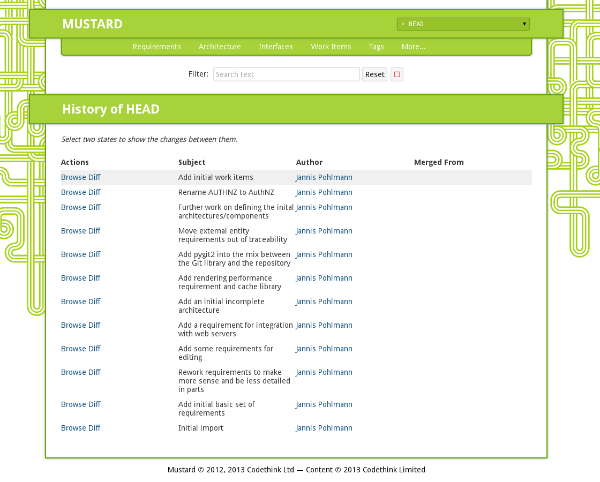 MUSTARD
HEAD
Requirements Architecture Interfaces Work Items Tags More...
Filter: Search text Reset
History of HEAD
Select two states to show the changes between them.
Actions Subject Author Merged From
Browse Diff Add initial work items Jannis Pohlmann
Browse Diff Rename AUTHNZ to AuthNZ Jannis Pohlmann
Browse Diff Further work on defining the inital Jannis Pohlmann
architectures/components
Browse Diff Move external entity Jannis Pohlmann
requirements out of traceability
Browse Diff Add pygit2 into the mix between Jannis Pohlmann
the Git library and the repository
Browse Diff Add rendering performance Jannis Pohlmann
requirement and cache library
Browse Diff Add an initial incomplete Jannis Pohlmann
architecture
Browse Diff Add a requirement for integration Jannis Pohlmann
with web servers
Browse Diff Add some requirements for Jannis Pohlmann
editing
Browse Diff Rework requirements to make Jannis Pohlmann
more sense and be less detailed
in parts
Browse Diff Add initial basic set of Jannis Pohlmann
requirements
Browse Diff Initial import Jannis Pohlmann
Mustard © 2012, 2013 Codethink Ltd — Content © 2013 Codethink Limited